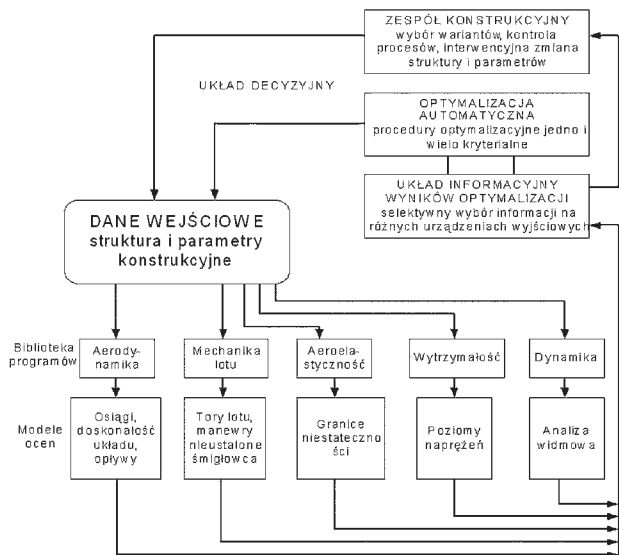 ZESPÓŁ KONSTRUKCYJNY
wybór wariantów, kontrola
procesów, interwencyjna zmiana
struktury i parametrów
UKŁAD DECYZYJNY
OPTYMALIZACJA
AUTOMATYCZNA
procedury optymalizacyjne jedno i
wielo kryterialne
UKŁAD INFORMACYJNY
WYNIKÓW OPTYMALIZACJI
selektywny wybór informacji na
różnych urządzeniach wyjściowych
DANE WEJŚCIOWE
struktura i parametry
konstrukcyjne
Biblioteka
programów
Aerody-
namika
Mechanika
lotu
Aeroela-
styczność
Wytrzymałość
Dynamika
Modele
ocen
Osiągi,
doskonałość
układu,
opływy
Tory lotu,
manewry
nieustalone
śmigłowca
Granice
niestateczno
ści
Poziomy
naprężeń
Analiza
widmowa